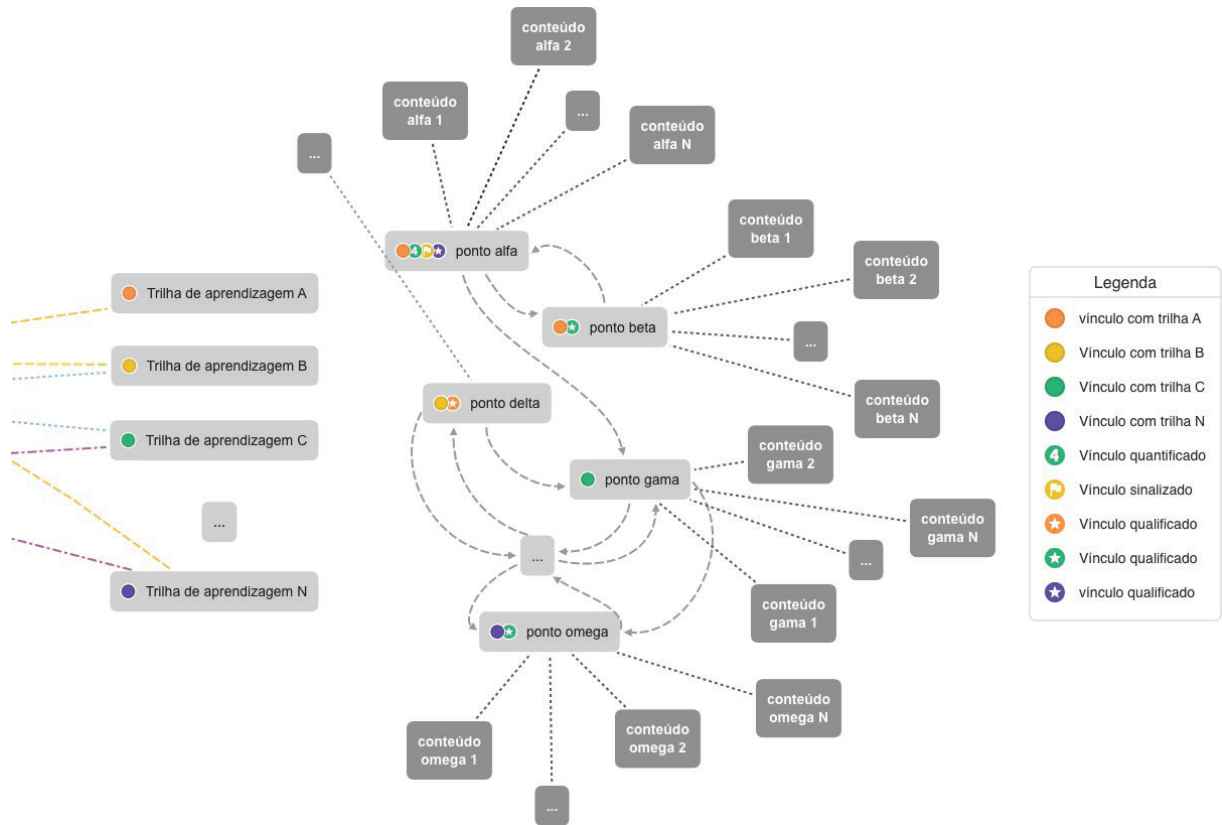 conteúdo
alfa 2
conteúdo
alfa 1
...
conteúdo
alfa N
...
4
ponto alfa
conteúdo
beta 1
conteúdo
beta 2
ponto beta
...
conteúdo
beta N
Trilha de aprendizagem A
Trilha de aprendizagem B
Trilha de aprendizagem C
...
Trilha de aprendizagem N
ponto delta
conteúdo
gama 2
ponto gama
conteúdo
gama N
...
...
conteúdo
gama 1
ponto omega
conteúdo
omega N
conteúdo
omega 1
conteúdo
omega 2
...
Legenda
vínculo com trilha A
Vínculo com trilha B
Vínculo com trilha C
Vínculo com trilha N
4 Vínculo quantificado
Vínculo sinalizado
Vínculo qualificado
Vínculo qualificado
vínculo qualificado